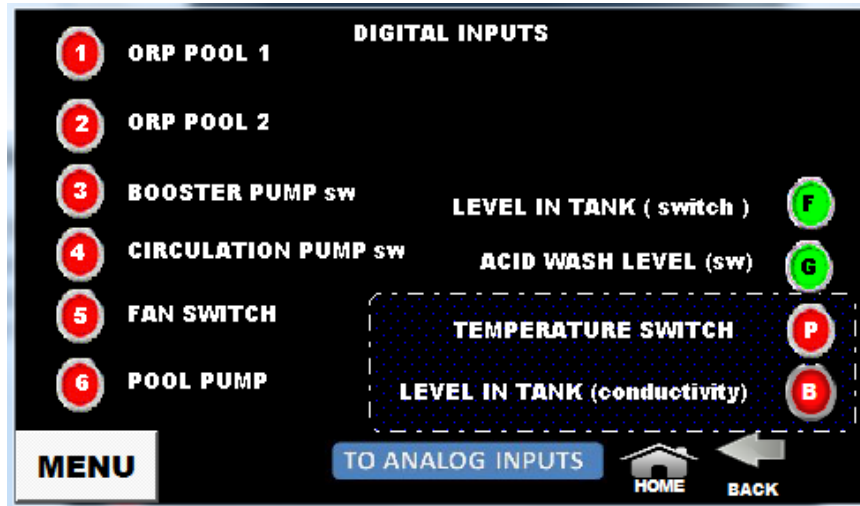 DIGITAL INPUTS
1 ORP POOL 1
2 ORP POOL 2
3 BOOSTER PUMP sw
LEVEL IN TANK ( switch ) F
4 CIRCULATION PUMP sw
ACID WASH LEVEL (sw) G
5 FAN SWITCH
TEMPERATURE SWITCH P
6 POOL PUMP
LEVEL IN TANK (conductivity) B
MENU
TO ANALOG INPUTS
HOME
BACK